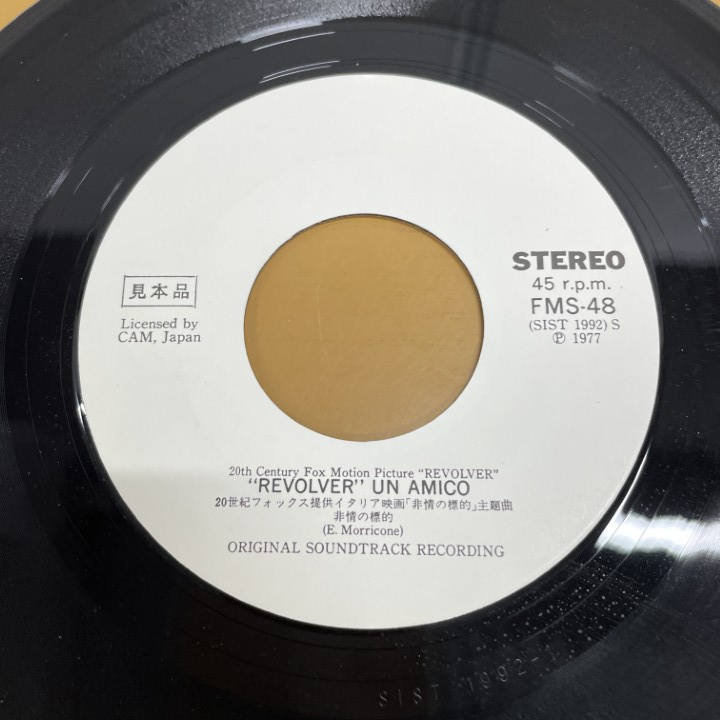 見本品
Licensed by
CAM, Japan
STEREO
45 r.p.m.
FMS-48
(SIST 1992) S
Ⓟ 1977
20th Century Fox Motion Picture “REVOLVER”
“REVOLVER” UN AMICO
20世紀フォックス提供イタリア映画「非情の標的」主題曲
非情の標的
(E. Morricone)
ORIGINAL SOUNDTRACK RECORDING
SIST 1992-1